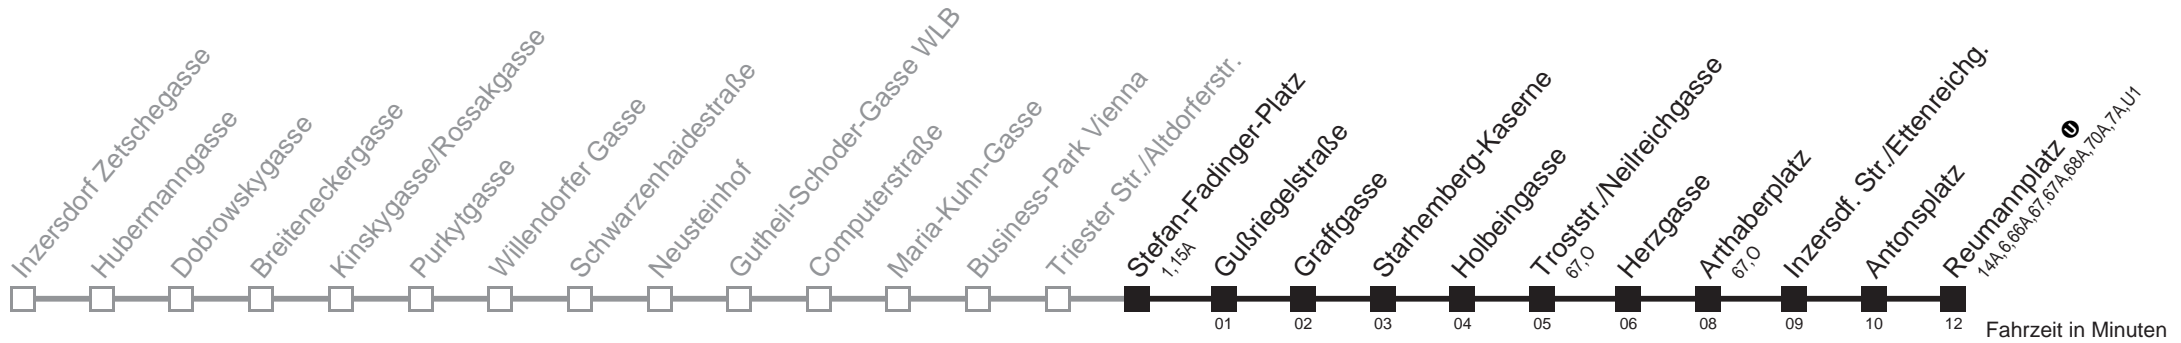 Inzersdorf Zetschegasse
Hubermanngasse
Dobrowskygasse
Breiteneckergasse
Kinskygasse/Rossakgasse
Purkytgasse
Willendorfer Gasse
Schwarzenhaidestraße
Neusteinhof
Gutheil-Schoder-Gasse WLB
Computerstraße
Maria-Kuhn-Gasse
Business-Park Vienna
Triester Str./Altdorferstr.
Stefan-Fadinger-Platz
1,15A
Gußriegelstraße
Graffgasse
Starhemberg-Kaserne
Holbeingasse
Troststr./Neilreichgasse
67,O
Herzgasse
Arthaberplatz
67,O
Inzersdf. Str./Ettenreichg.
Antonsplatz
Reumannplatz U
14A,6,66A,67,67A,68A,70A,7A,U1
01 02 03 04 05 06 08 09 10 12
Fahrzeit in Minuten